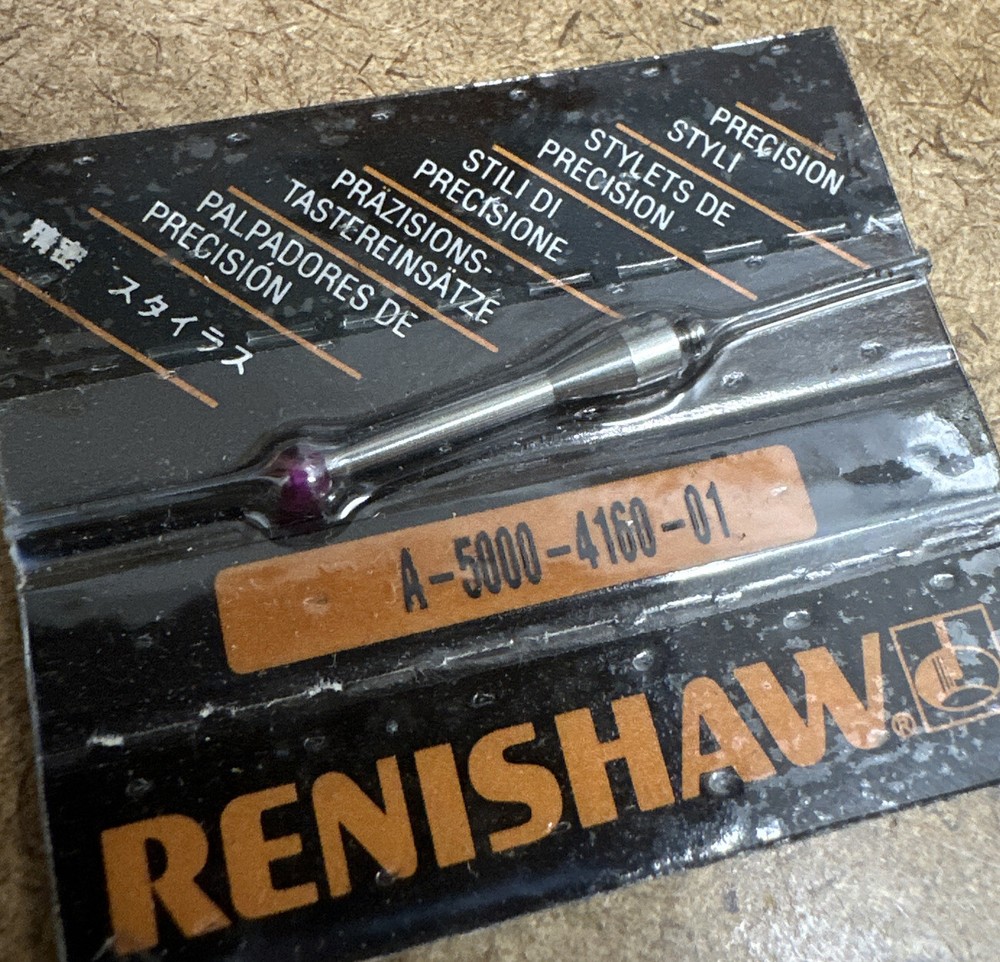 PRECISION
STYLI
STYLETS DE
PRECISION
STILI DI
PRECISIONE
PRÄZISIONS-
TASTEREINSÄTZE
PALPADORES DE
PRECISIÓN
精密 スタイラス
A-5000-4160-01
RENISHAW®